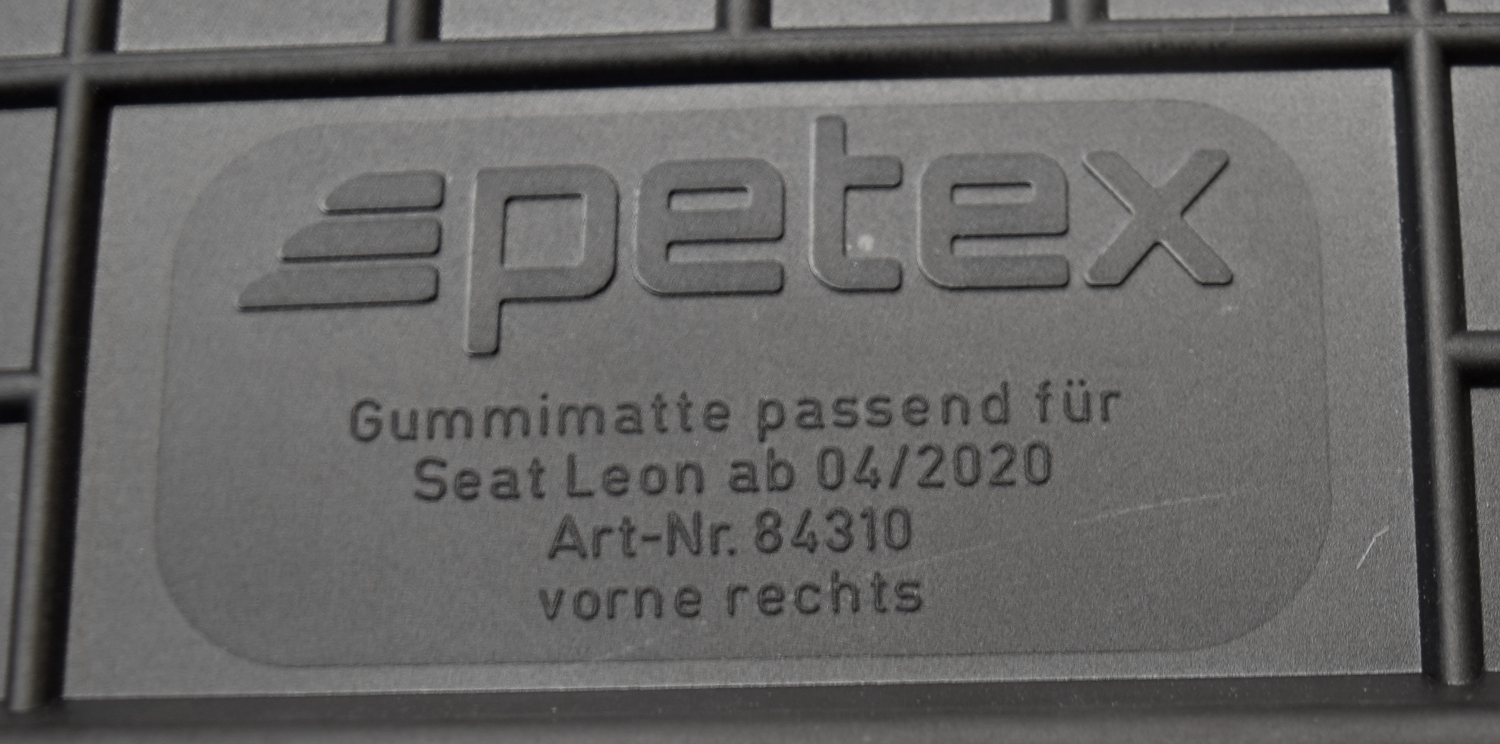 petex
Gummimatte passend für
Seat Leon ab 04/2020
Art-Nr. 84310
vorne rechts